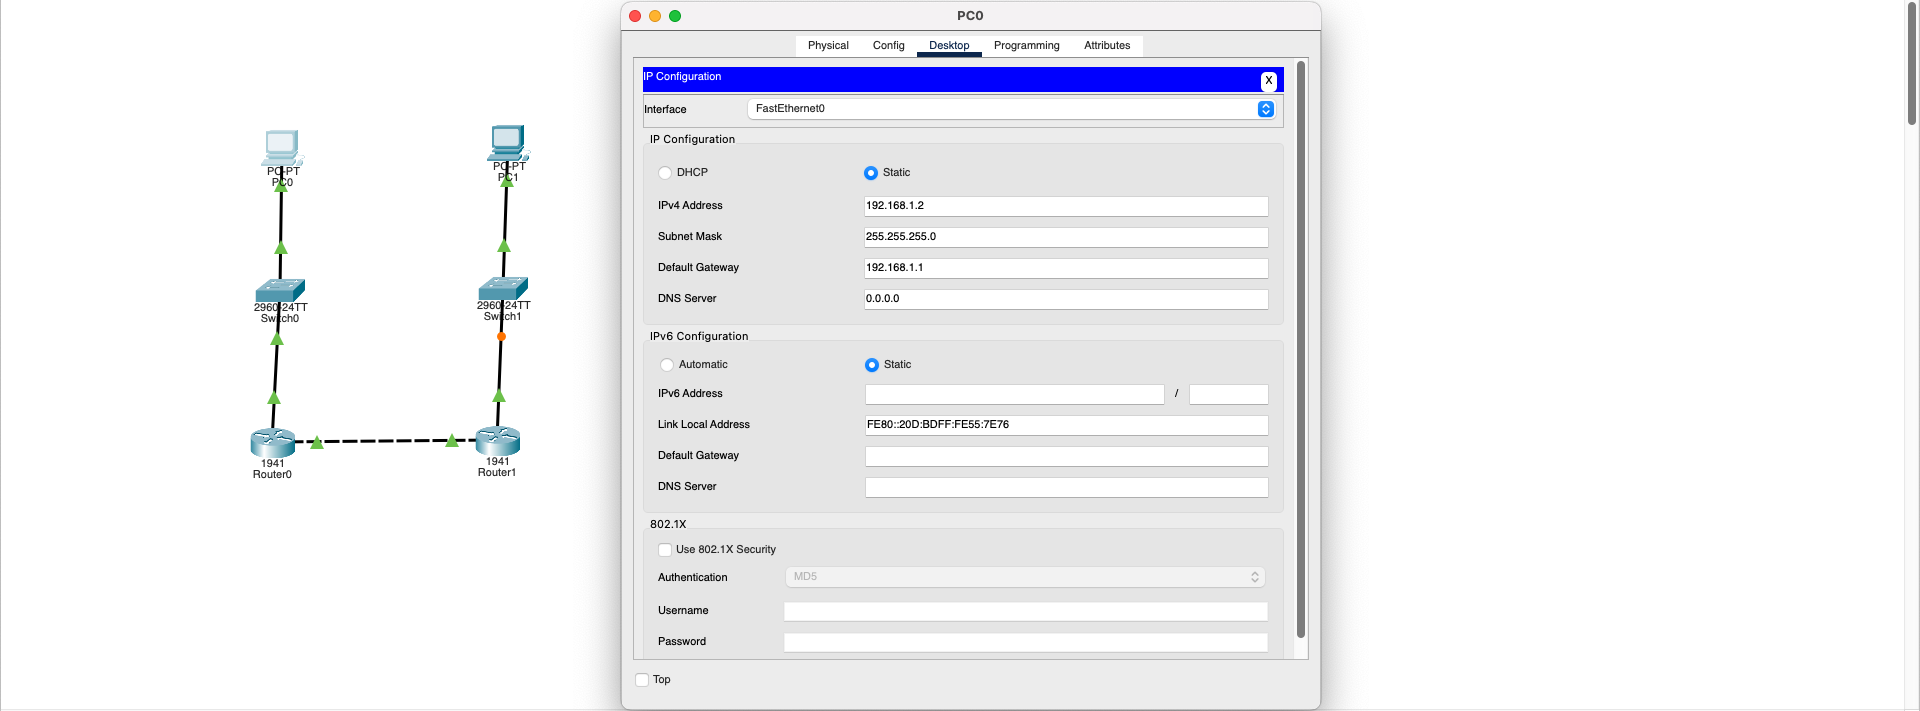 PC0
Physical Config Desktop Programming Attributes
IP Configuration X
Interface FastEthernet0
IP Configuration
DHCP Static
IPv4 Address 192.168.1.2
Subnet Mask 255.255.255.0
Default Gateway 192.168.1.1
DNS Server 0.0.0.0
IPv6 Configuration
Automatic Static
IPv6 Address /
Link Local Address FE80::20D:BDFF:FE55:7E76
Default Gateway
DNS Server
802.1X
Use 802.1X Security
Authentication MD5
Username
Password
Top
PC-PT
PC0
PC-PT
PC1
2960-24TT
Switch0
2960-24TT
Switch1
1941
Router0
1941
Router1